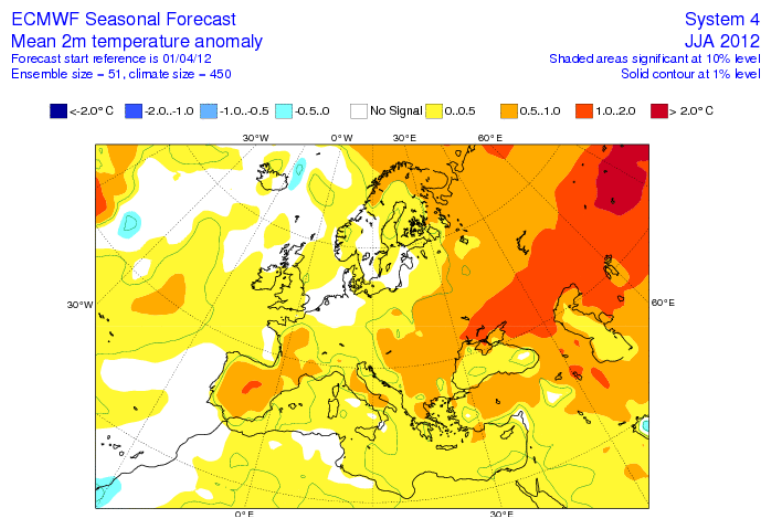 ECMWF Seasonal Forecast
System 4
Mean 2m temperature anomaly
JJA 2012
Forecast start reference is 01/04/12
Shaded areas significant at 10% level
Ensemble size = 51, climate size = 450
Solid contour at 1% level
<-2.0°C -2.0..-1.0 -1.0..-0.5 -0.5..0 No Signal 0..0.5 0.5..1.0 1.0..2.0 > 2.0°C
30°W 0°W 30°E 60°E
30°W 60°E
0°E 30°E